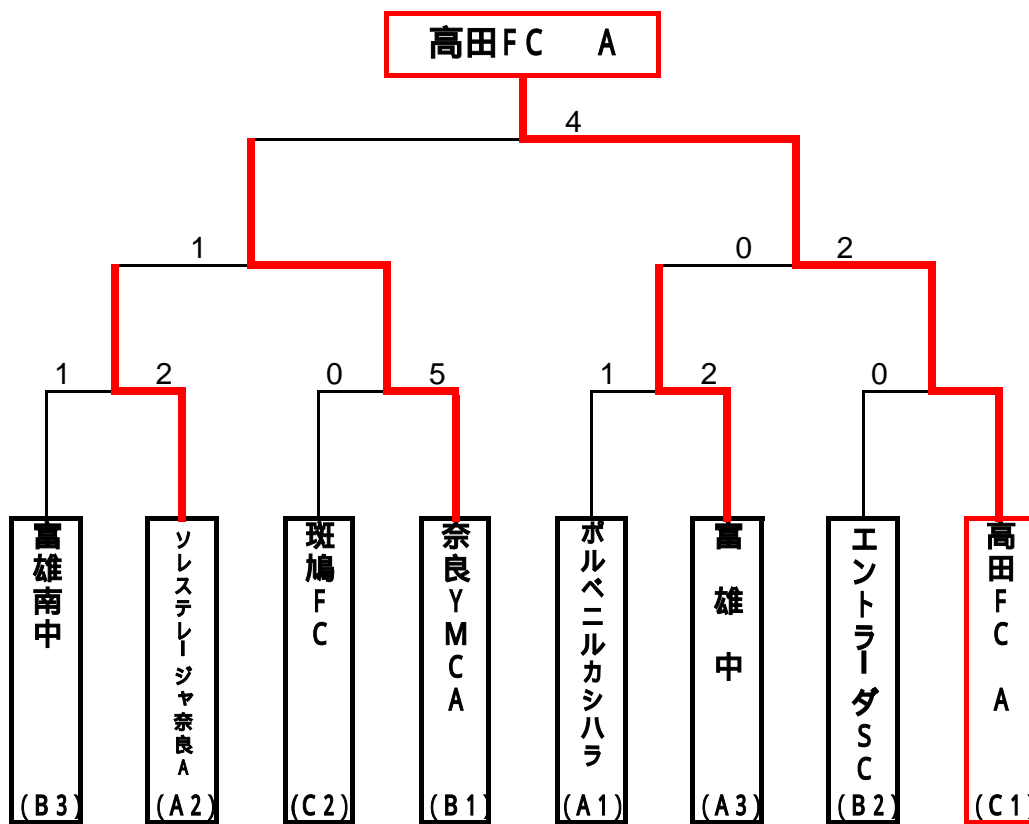 高田FC　A
4
1
0 2
1 2 0 5 1 2 0
富雄南中
(B3)
ソレステレージャ奈良A
(A2)
斑鳩FC
(C2)
奈良YMCA
(B1)
ポルベニルカシハラ
(A1)
富雄中
(A3)
エントラーダSC
(B2)
高田FC　A
(C1)